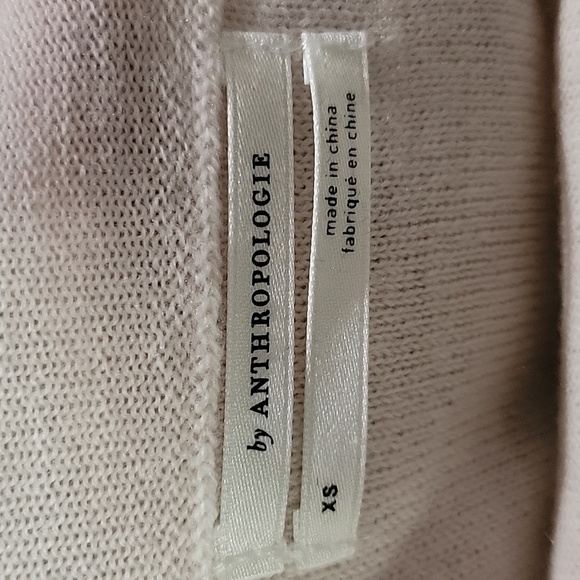 by ANTHROPOLOGIE
XS
made in china
fabriqué en chine